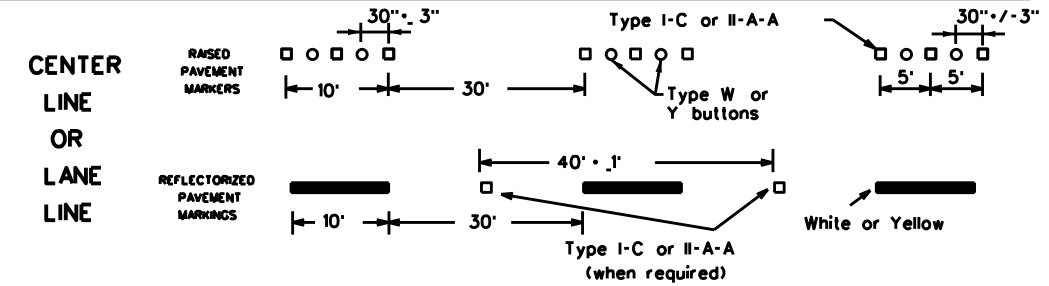 30"·_ 3"
Type I-C or II-A-A
30"·/-3"
CENTER
LINE
OR
LANE
LINE
RAISED
PAVEMENT
MARKERS
10'
30'
Type W or
Y buttons
5'
5'
40' · _1'
REFLECTORIZED
PAVEMENT
MARKINGS
10'
30'
Type I-C or II-A-A
(when required)
White or Yellow